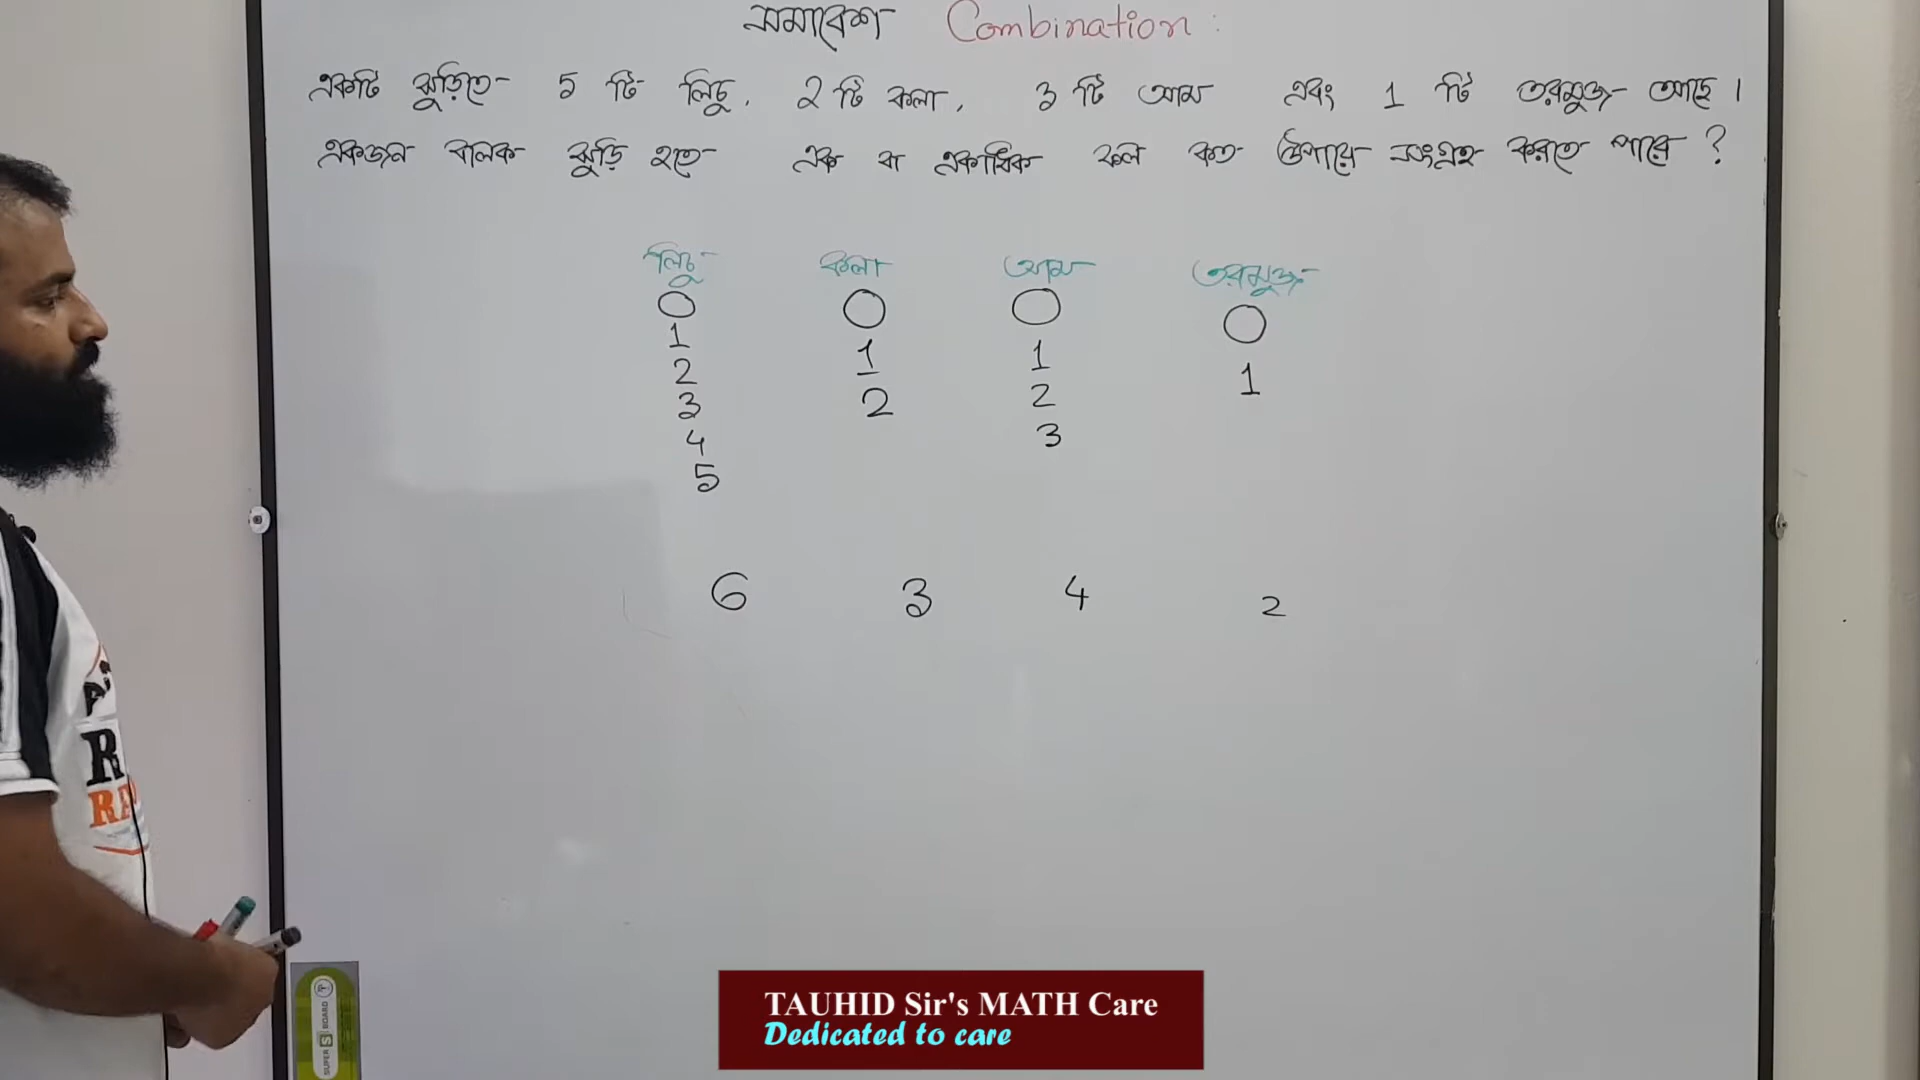 সমাবেশ Combination :
একটি ঝুড়িতে 5 টি লিচু, 2 টি কলা, 3 টি আম এবং 1 টি তরমুজ আছে।
একজন বালক ঝুড়ি হতে এক বা একাধিক ফল কত উপায়ে সংগ্রহ করতে পারে ?
লিচু কলা আম তরমুজ
0 0 0 0
1 1 1 1
2 2 2
3 3
4
5
6 3 4 2
R
SUPER S BOARD
TAUHID Sir's MATH Care
Dedicated to care